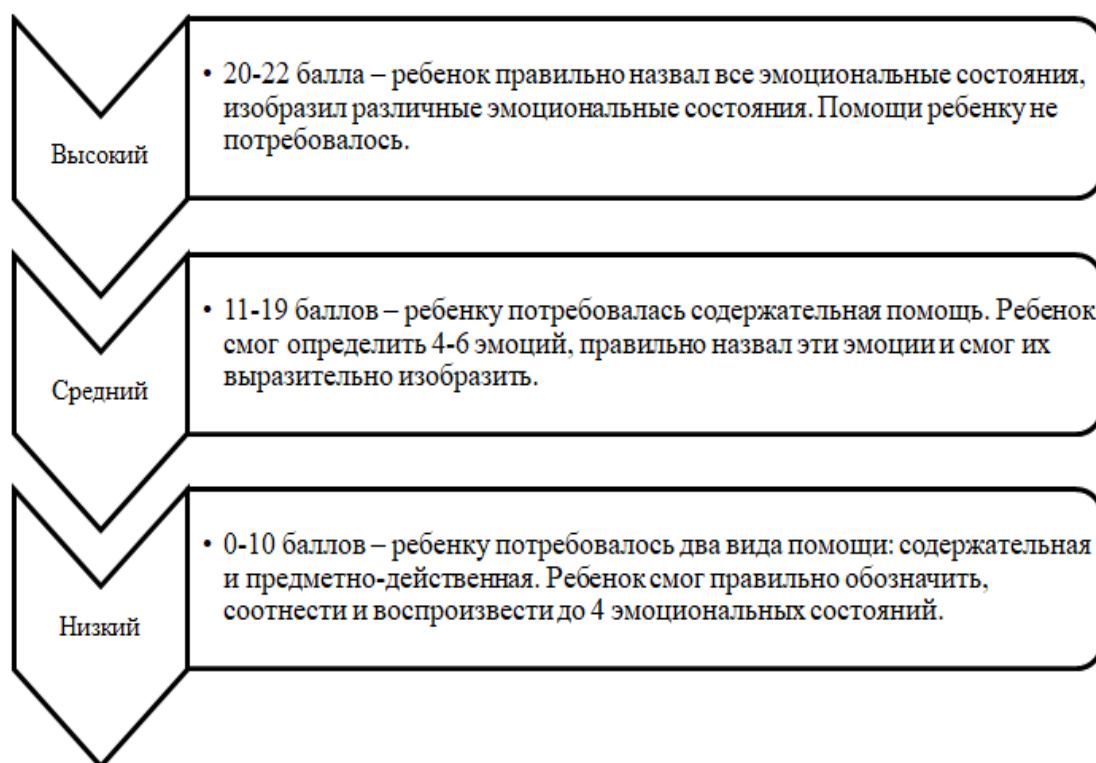 Высокий
• 20-22 балла – ребенок правильно назвал все эмоциональные состояния,
изобразил различные эмоциональные состояния. Помощи ребенку не
потребовалось.
Средний
• 11-19 баллов – ребенку потребовалась содержательная помощь. Ребенок
смог определить 4-6 эмоций, правильно назвал эти эмоции и смог их
выразительно изобразить.
Низкий
• 0-10 баллов – ребенку потребовалось два вида помощи: содержательная
и предметно-действенная. Ребенок смог правильно обозначить,
соотнести и воспроизвести до 4 эмоциональных состояний.